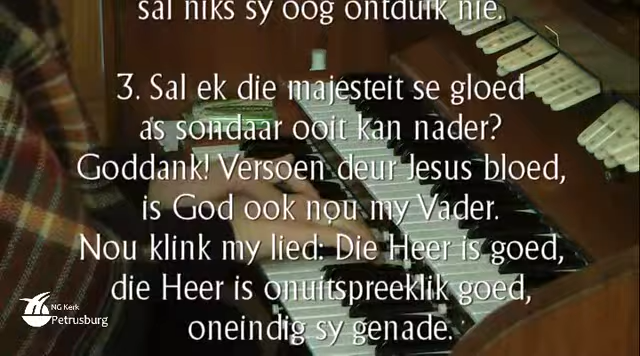 sal niks sy oog ontduik nie.
3. Sal ek die majesteit se gloed
as sondaar ooit kan nader?
Goddank! Versoen deur Jesus bloed,
is God ook nou my Vader.
Nou klink my lied: Die Heer is goed,
die Heer is onuitspreeklik goed,
oneindig sy genade.
NG Kerk
Petrusburg